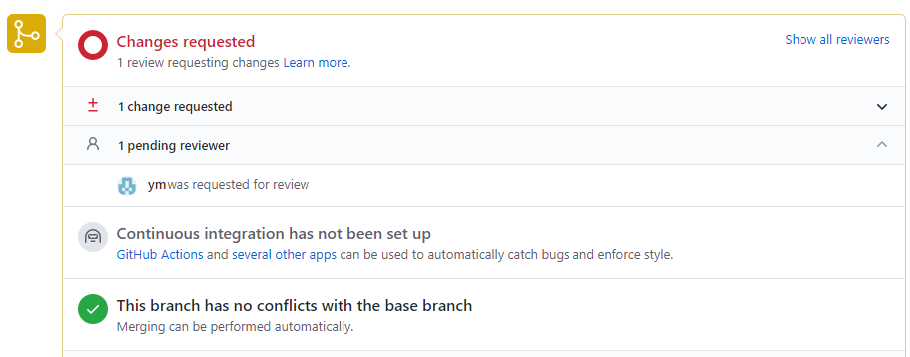 Changes requested
Show all reviewers
1 review requesting changes Learn more.
1 change requested
1 pending reviewer
ym was requested for review
Continuous integration has not been set up
GitHub Actions and several other apps can be used to automatically catch bugs and enforce style.
This branch has no conflicts with the base branch
Merging can be performed automatically.